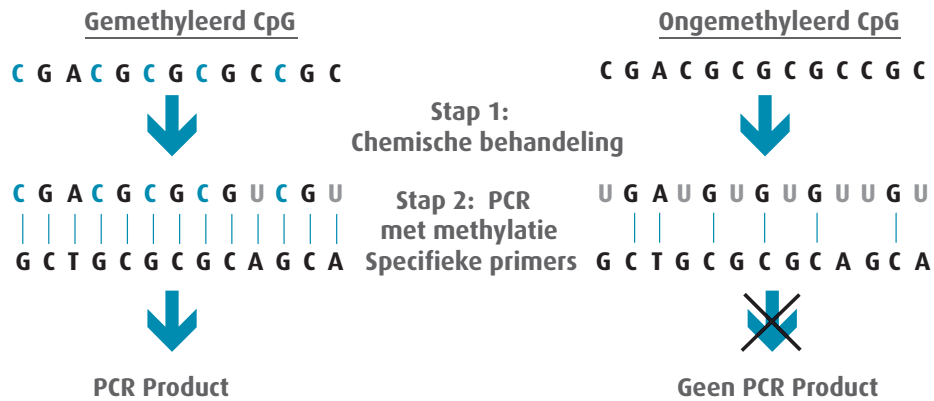 Gemethyleerd CpG
Ongemethyleerd CpG
C G A C G C G C G C C G C
C G A C G C G C G C C G C
Stap 1:
Chemische behandeling
C G A C G C G C G U C G U
U G A U G U G U G U U G U
Stap 2: PCR
met methylatie
Specifieke primers
G C T G C G C G C A G C A
G C T G C G C G C A G C A
PCR Product
Geen PCR Product